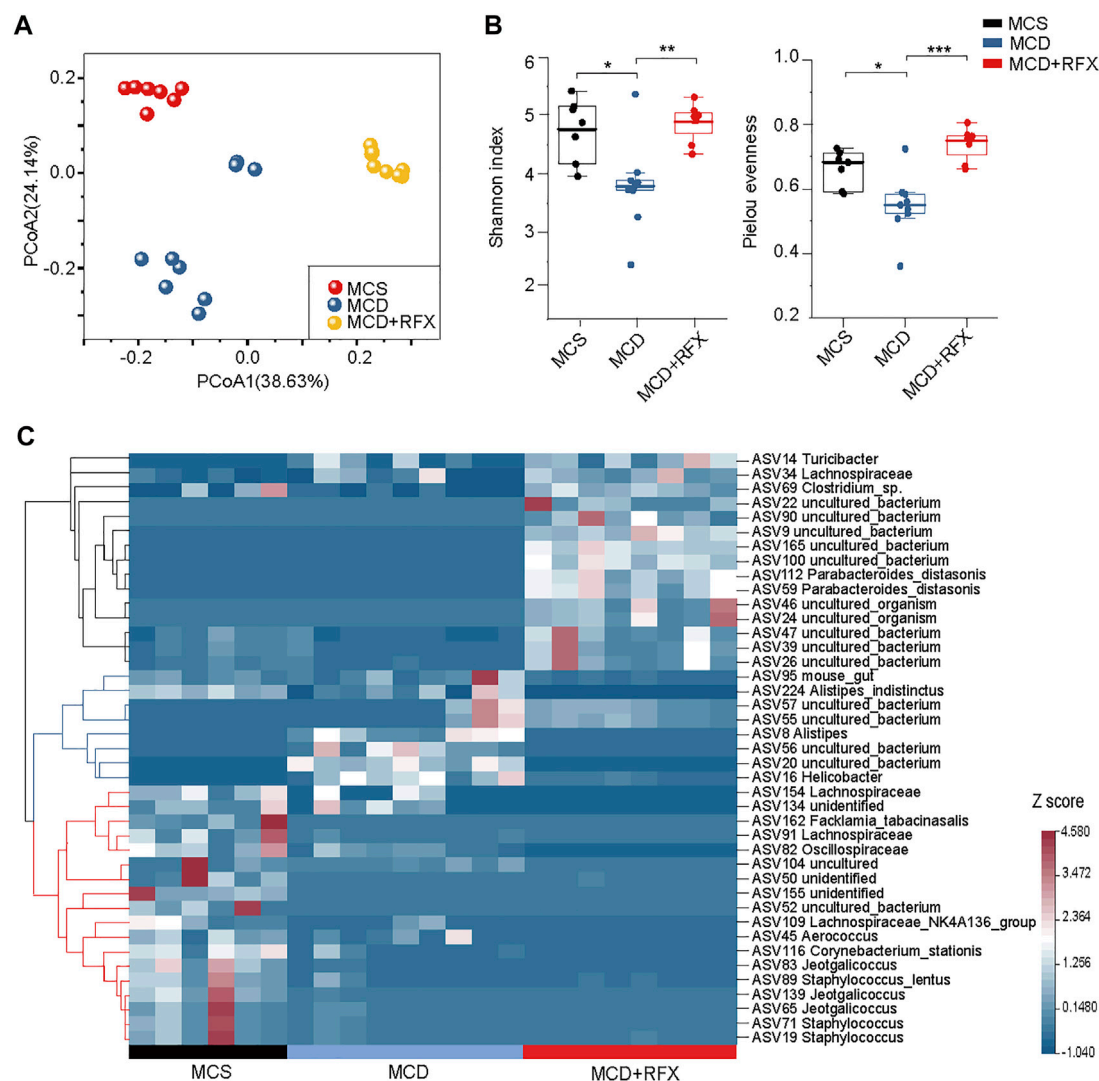 A
PCoA2(24.14%)
0.2
0.0
-0.2
-0.2
0.0
0.2
PCoA1(38.63%)
MCS
MCD
MCD+RFX
B
MCS
MCD
MCD+RFX
Shannon index
6
5
4
3
2
*
**
MCS
MCD
MCD+RFX
Pielou evenness
1.0
0.8
0.6
0.4
0.2
*
***
MCS
MCD
MCD+RFX
C
ASV14 Turicibacter
ASV34 Lachnospiraceae
ASV69 Clostridium_sp.
ASV22 uncultured_bacterium
ASV90 uncultured_bacterium
ASV9 uncultured_bacterium
ASV165 uncultured_bacterium
ASV100 uncultured_bacterium
ASV112 Parabacteroides_distasonis
ASV59 Parabacteroides_distasonis
ASV46 uncultured_organism
ASV24 uncultured_organism
ASV47 uncultured_bacterium
ASV39 uncultured_bacterium
ASV26 uncultured_bacterium
ASV95 mouse_gut
ASV224 Alistipes_indistinctus
ASV57 uncultured_bacterium
ASV55 uncultured_bacterium
ASV8 Alistipes
ASV56 uncultured_bacterium
ASV20 uncultured_bacterium
ASV16 Helicobacter
ASV154 Lachnospiraceae
ASV134 unidentified
ASV162 Facklamia_tabacinasalis
ASV91 Lachnospiraceae
ASV82 Oscillospiraceae
ASV104 uncultured
ASV50 unidentified
ASV155 unidentified
ASV52 uncultured_bacterium
ASV109 Lachnospiraceae_NK4A136_group
ASV45 Aerococcus
ASV116 Corynebacterium_stationis
ASV83 Jeotgalicoccus
ASV89 Staphylococcus_lentus
ASV139 Jeotgalicoccus
ASV65 Jeotgalicoccus
ASV71 Staphylococcus
ASV19 Staphylococcus
MCS
MCD
MCD+RFX
Z score
4.580
3.472
2.364
1.256
0.1480
-1.040